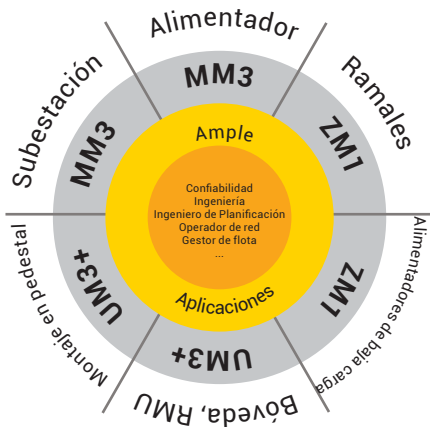 Alimentador
MM3
Ramales
ZM1
Alimentadores de baja carga
ZM1
Bóveda, RMU
UM3+
Montaje en pedestal
UM3+
Subestación
MM3
Ample
Confiabilidad
Ingeniería
Ingeniero de Planificación
Operador de red
Gestor de flota
...
Aplicaciones